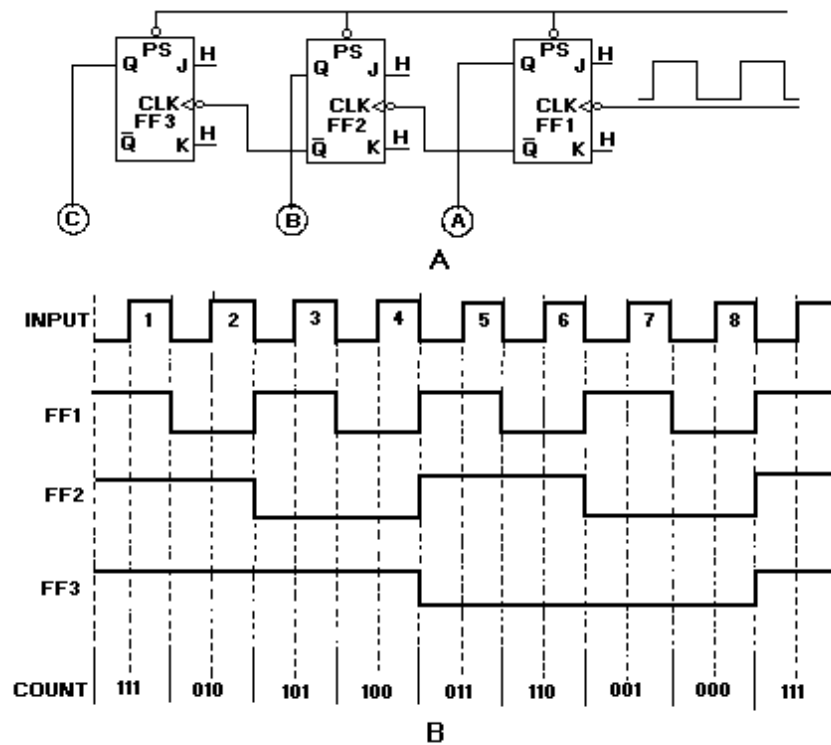 PS PS PS
Q J H Q J H Q J H
CLK CLK CLK
FF3 FF2 FF1
Q̅ K H Q̅ K H Q̅ K H
C B A
A
INPUT 1 2 3 4 5 6 7 8
FF1
FF2
FF3
COUNT 111 010 101 100 011 110 001 000 111
B